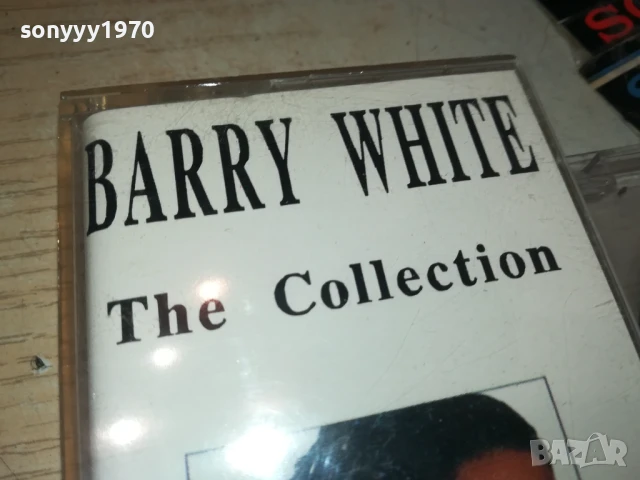 sonyyy1970
BARRY WHITE
The Collection
BAZAR